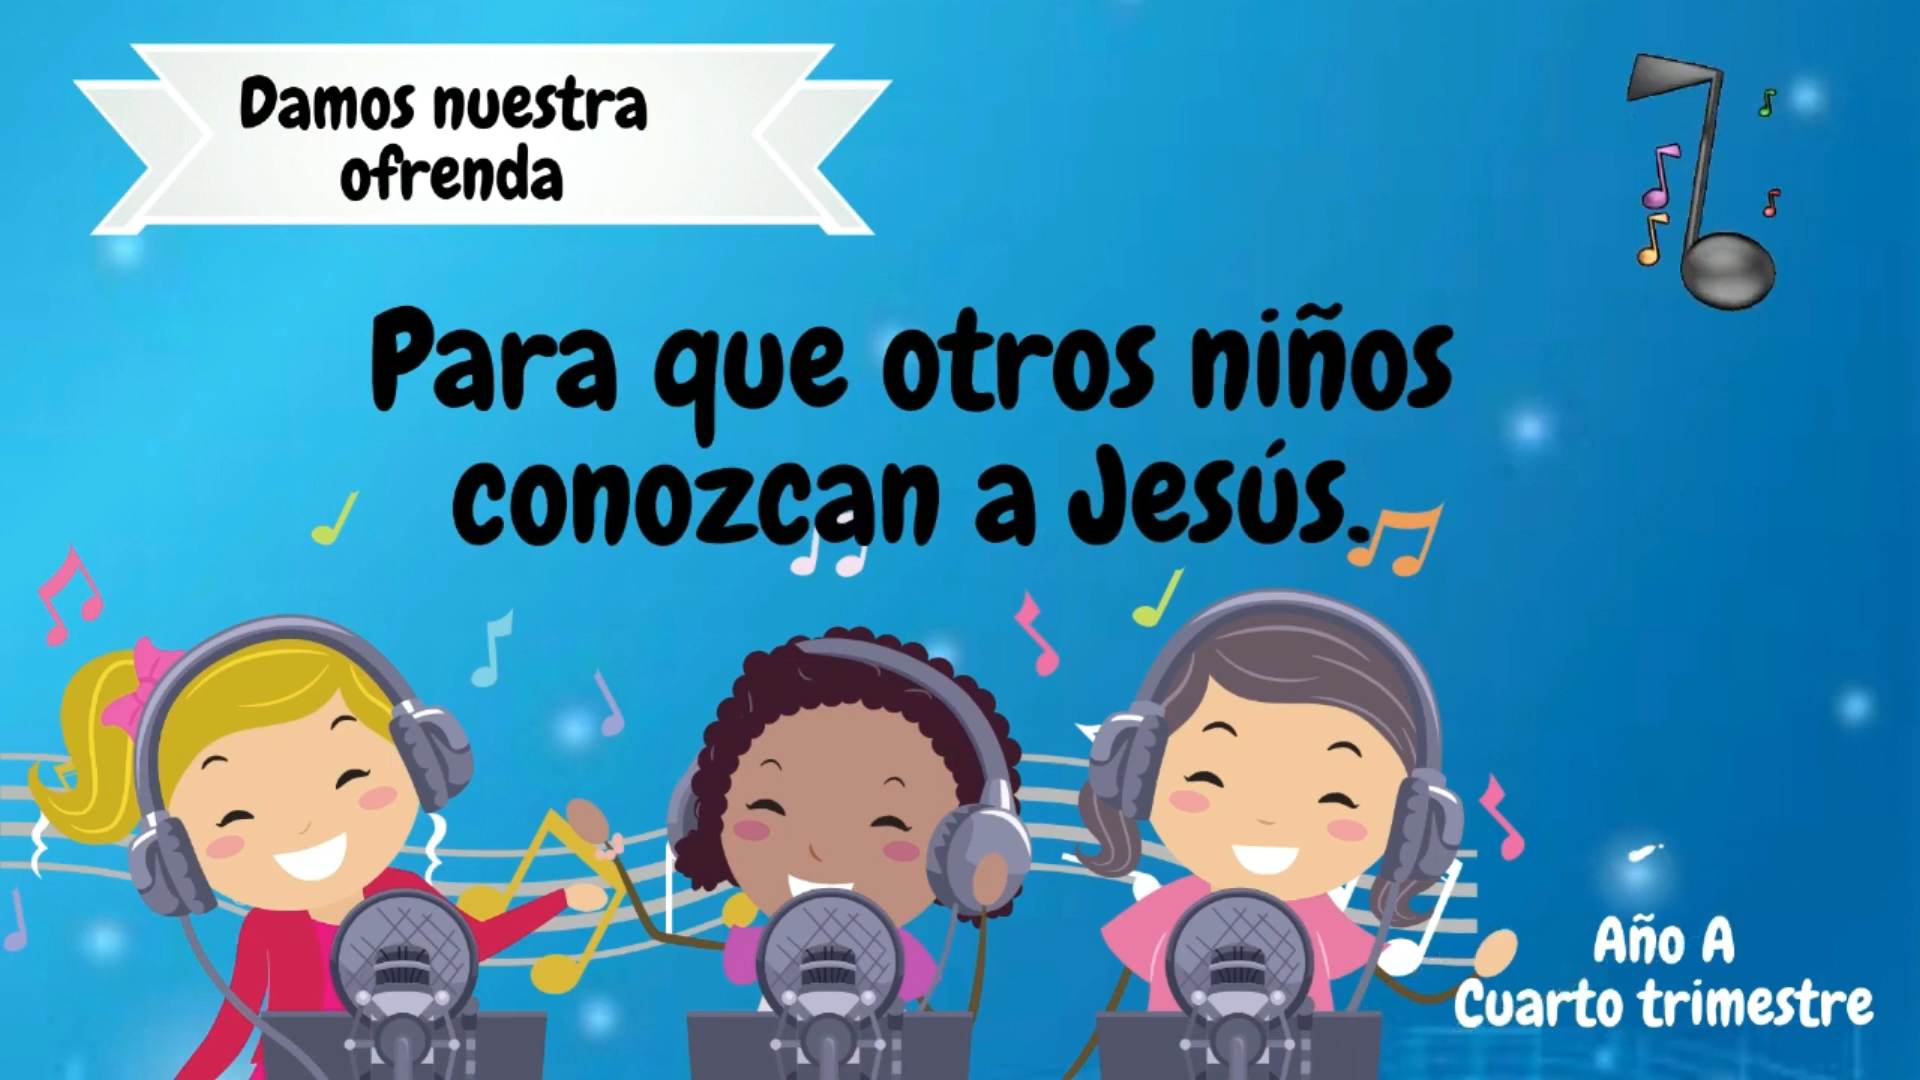 Damos nuestra
ofrenda
Para que otros niños
conozcan a Jesús.
Año A
Cuarto trimestre